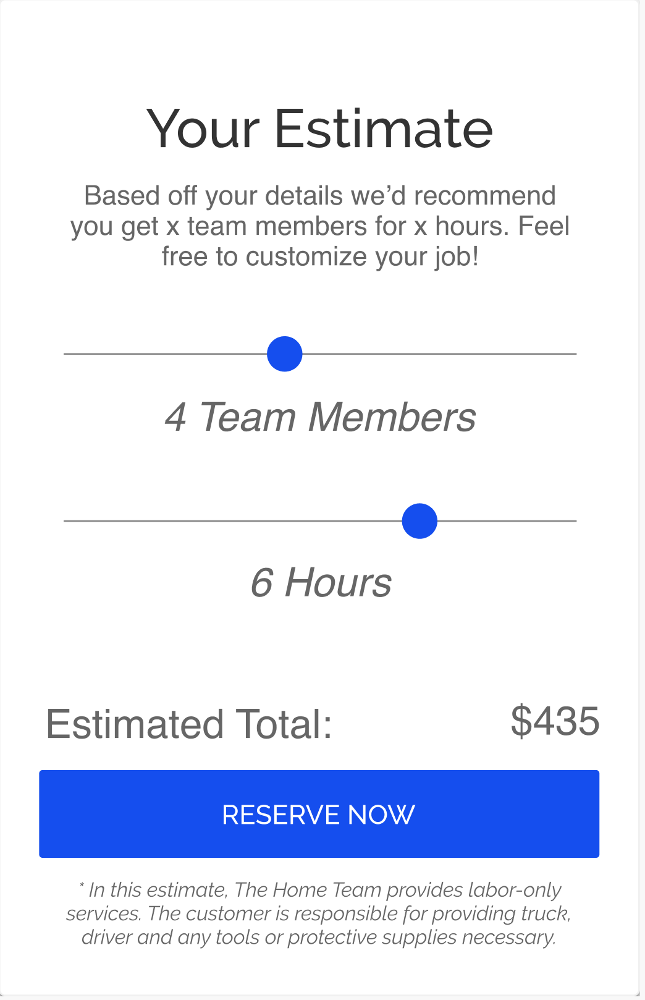 Your Estimate
Based off your details we’d recommend
you get x team members for x hours. Feel
free to customize your job!
4 Team Members
6 Hours
Estimated Total:
$435
RESERVE NOW
* In this estimate, The Home Team provides labor-only
services. The customer is responsible for providing truck,
driver and any tools or protective supplies necessary.